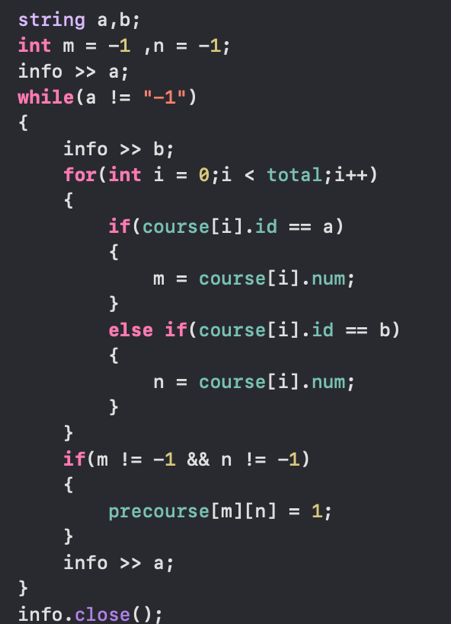 string a,b;
int m = -1 ,n = -1;
info >> a;
while(a != "-1")
{
    info >> b;
    for(int i = 0;i < total;i++)
    {
        if(course[i].id == a)
        {
            m = course[i].num;
        }
        else if(course[i].id == b)
        {
            n = course[i].num;
        }
    }
    if(m != -1 && n != -1)
    {
        precourse[m][n] = 1;
    }
    info >> a;
}
info.close();